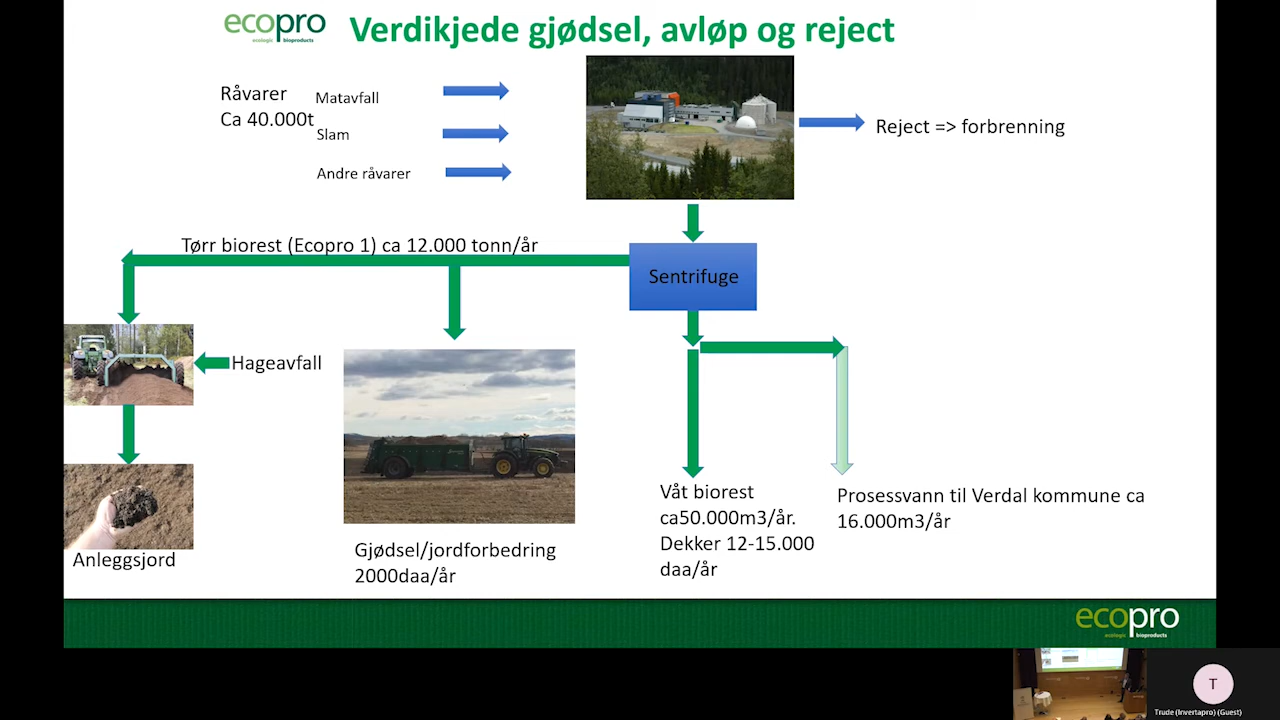 ecopro
ecologic bioproducts
Verdikjede gjødsel, avløp og reject
Råvarer
Ca 40.000t
Matavfall
Slam
Andre råvarer
Reject => forbrenning
Tørr biorest (Ecopro 1) ca 12.000 tonn/år
Sentrifuge
Hageavfall
Anleggsjord
Gjødsel/jordforbedring
2000daa/år
Våt biorest
ca50.000m3/år.
Dekker 12-15.000
daa/år
Prosessvann til Verdal kommune ca
16.000m3/år
ecopro
ecologic bioproducts
T
Trude (Invertapro) (Guest)